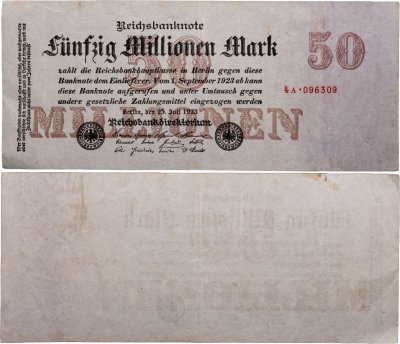 Reichsbanknote
Fünfzig Millionen Mark
50
zahlt die Reichsbankhauptkasse in Berlin gegen diese
Banknote dem Einlieferer. Vom 1. September 1923 ab kann
diese Banknote aufgerufen und unter Umtausch gegen
andere gesetzliche Zahlungsmittel eingezogen werden
4A·096309
MILLIONEN
Berlin, den 25. Juli 1923
Reichsbankdirektorium